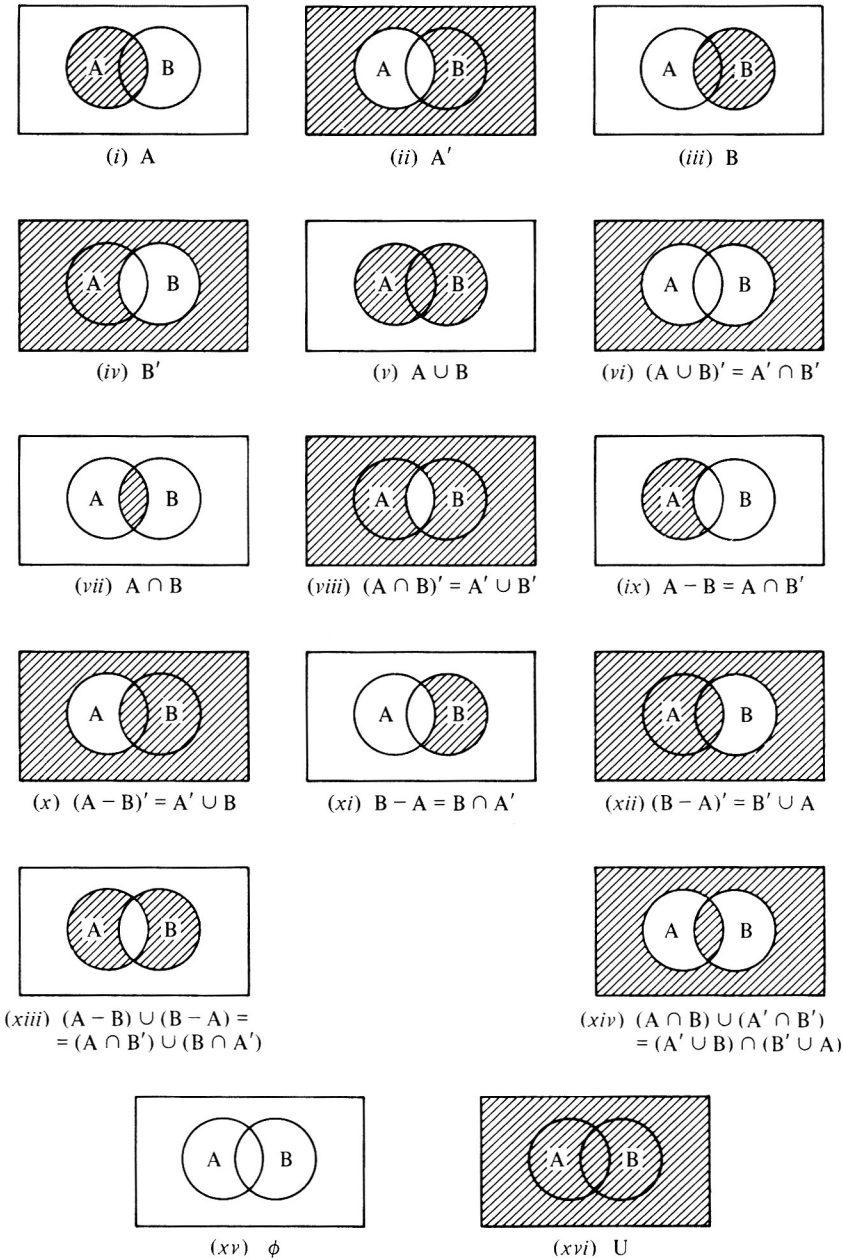 A B
A B
A B
(i) A
(ii) A′
(iii) B
A B
A B
A B
(iv) B′
(v) A ∪ B
(vi) (A ∪ B)′ = A′ ∩ B′
A B
A B
A B
(vii) A ∩ B
(viii) (A ∩ B)′ = A′ ∪ B′
(ix) A − B = A ∩ B′
A B
A B
A B
(x) (A − B)′ = A′ ∪ B
(xi) B − A = B ∩ A′
(xii) (B − A)′ = B′ ∪ A
A B
A B
(xiii) (A − B) ∪ (B − A) =
= (A ∩ B′) ∪ (B ∩ A′)
(xiv) (A ∩ B) ∪ (A′ ∩ B′)
= (A′ ∪ B) ∩ (B′ ∪ A)
A B
A B
(xv) ϕ
(xvi) U